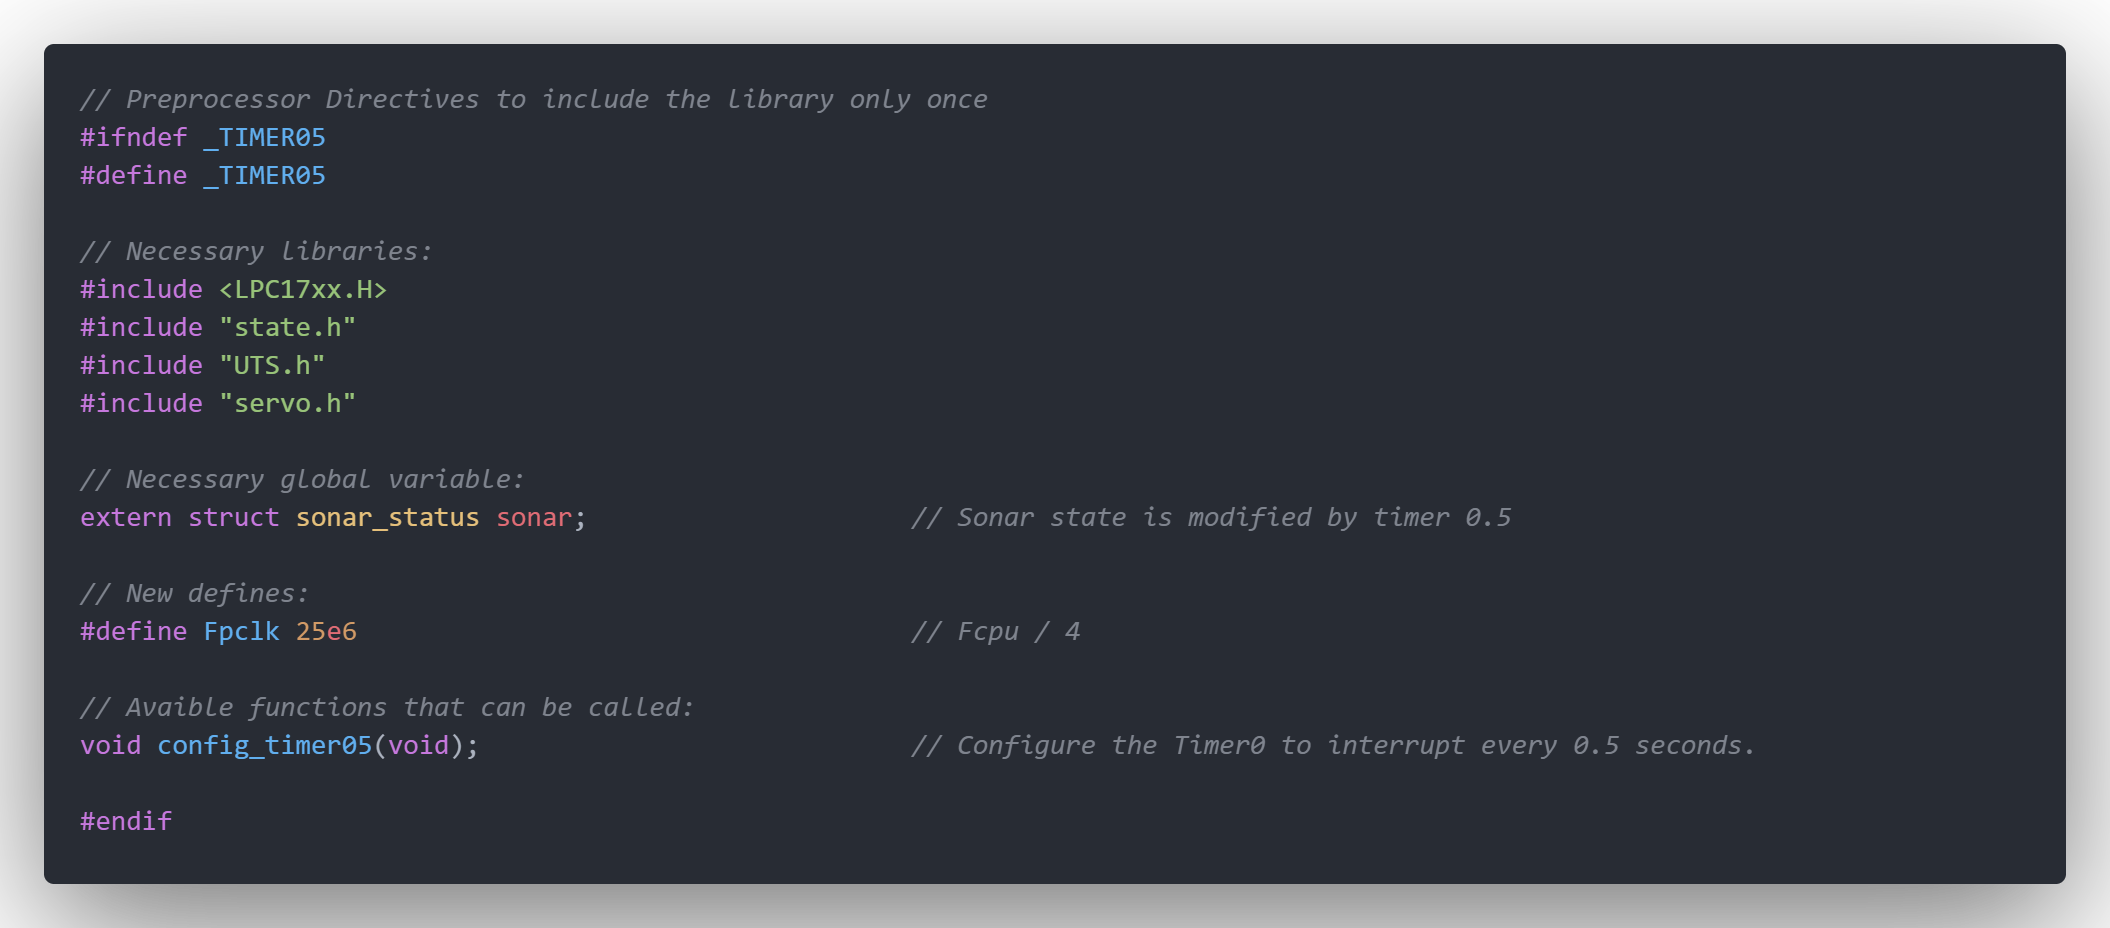 // Preprocessor Directives to include the library only once
#ifndef _TIMER05
#define _TIMER05
// Necessary libraries:
#include <LPC17xx.H>
#include "state.h"
#include "UTS.h"
#include "servo.h"
// Necessary global variable:
extern struct sonar_status sonar; // Sonar state is modified by timer 0.5
// New defines:
#define Fpclk 25e6 // Fcpu / 4
// Avaible functions that can be called:
void config_timer05(void); // Configure the Timer0 to interrupt every 0.5 seconds.
#endif